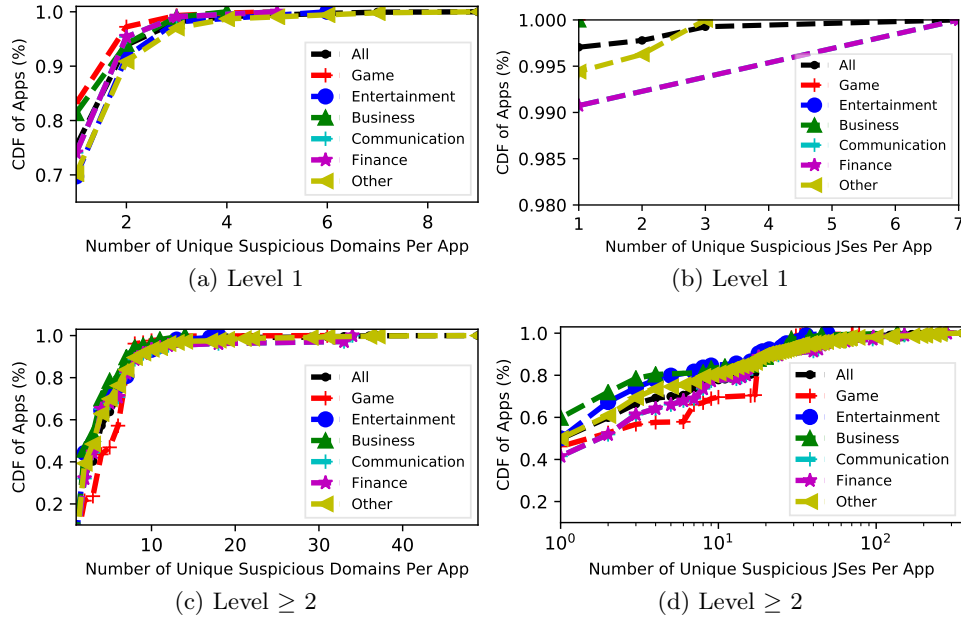 CDF of Apps (%)
1.0
0.9
0.8
0.7
2 4 6 8
All
Game
Entertainment
Business
Communication
Finance
Other
Number of Unique Suspicious Domains Per App
(a) Level 1
CDF of Apps (%)
1.000
0.995
0.990
0.985
0.980
1 2 3 4 5 6 7
All
Game
Entertainment
Business
Communication
Finance
Other
Number of Unique Suspicious JSes Per App
(b) Level 1
CDF of Apps (%)
1.0
0.8
0.6
0.4
0.2
10 20 30 40
All
Game
Entertainment
Business
Communication
Finance
Other
Number of Unique Suspicious Domains Per App
(c) Level ≥ 2
CDF of Apps (%)
1.0
0.8
0.6
0.4
0.2
10⁰ 10¹ 10²
All
Game
Entertainment
Business
Communication
Finance
Other
Number of Unique Suspicious JSes Per App
(d) Level ≥ 2